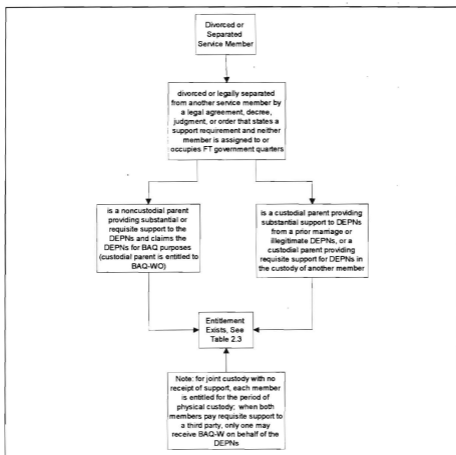 Divorced or
Separated
Service Member
divorced or legally separated
from another service member by
a legal agreement, decree,
judgment, or order that states a
support requirement and neither
member is assigned to or
occupies FT government quarters
is a noncustodial parent
providing substantial or
requisite support to the
DEPNs and claims the
DEPNs for BAQ purposes
(custodial parent is entitled to
BAQ-WO)
is a custodial parent providing
substantial support to DEPNs
from a prior marriage or
illegitimate DEPNs, or a
custodial parent providing
requisite support for DEPNs in
the custody of another member
Entitlement
Exists, See
Table 2.3
Note: for joint custody with no
receipt of support, each member
is entitled for the period of
physical custody; when both
members pay requisite support to
a third party, only one may
receive BAQ-W on behalf of the
DEPNs